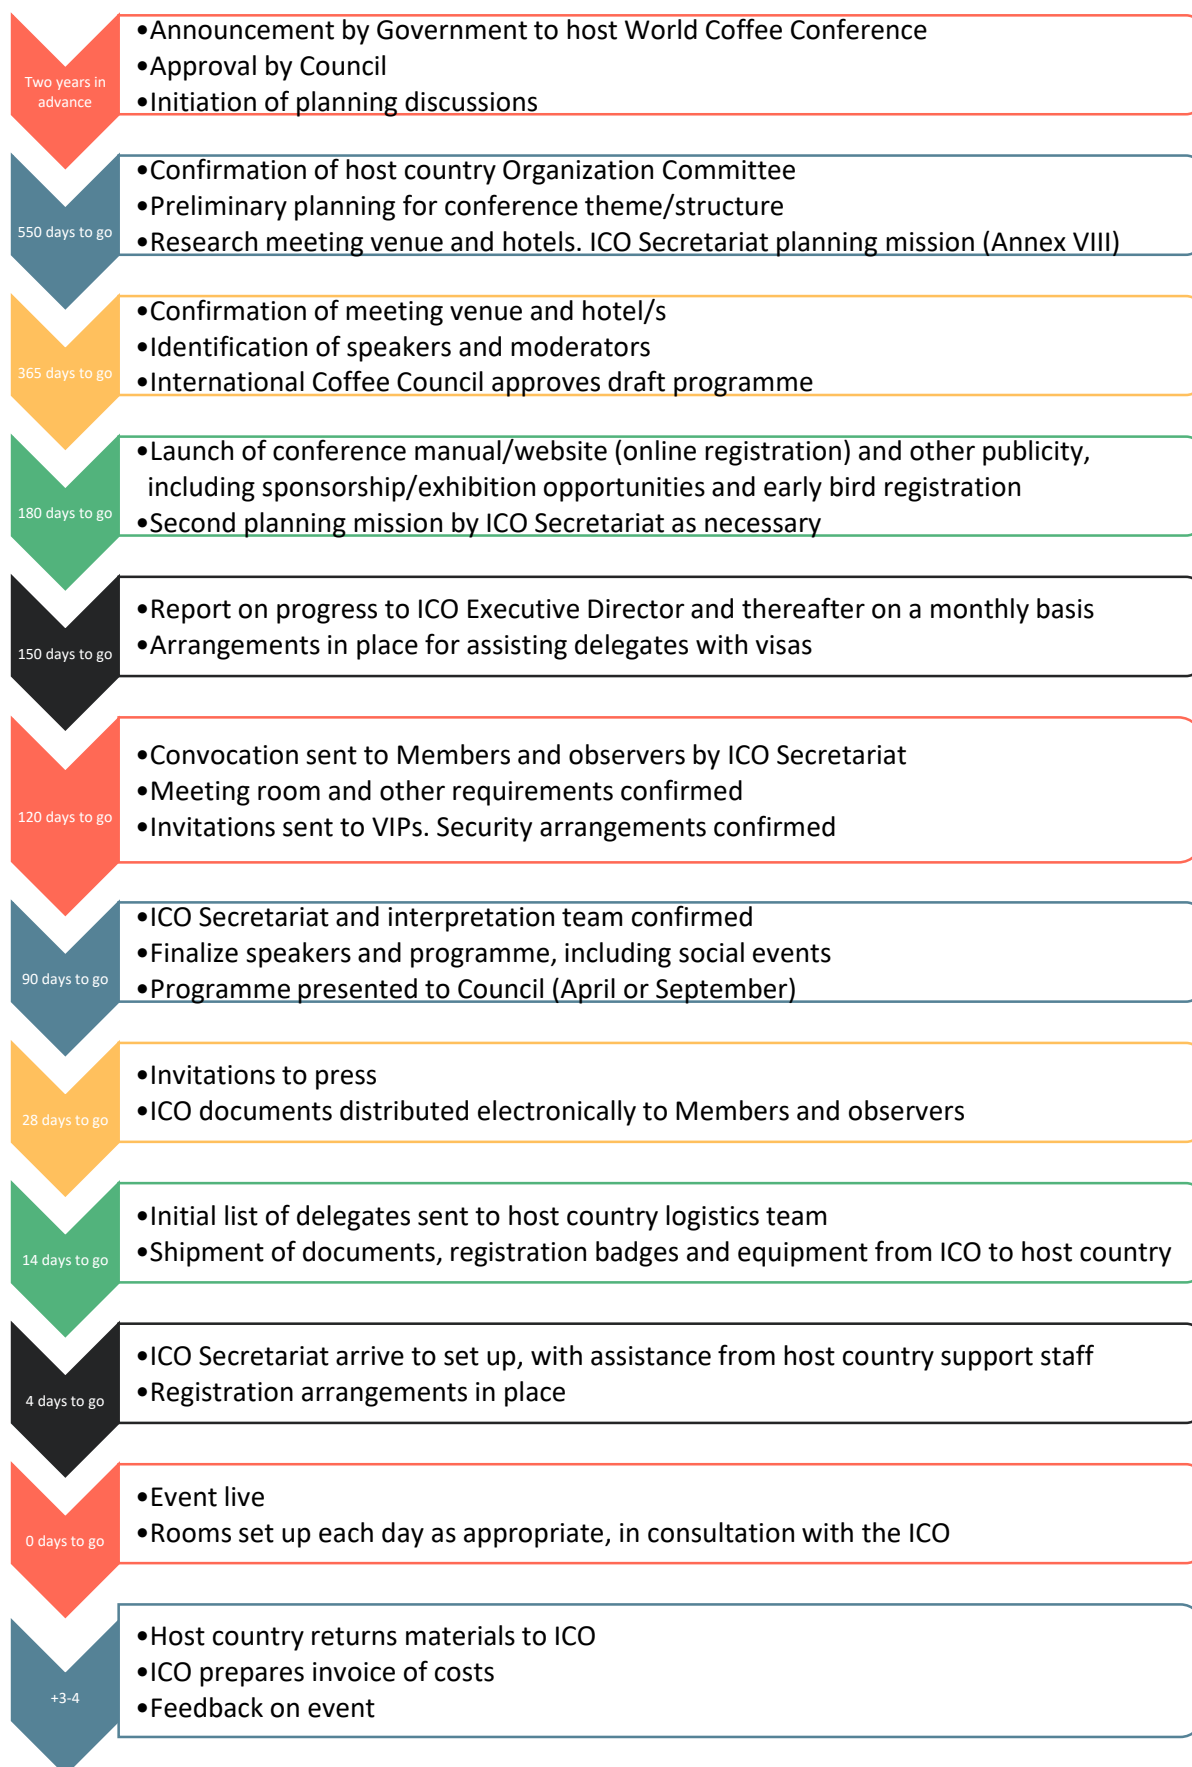 Two years in
advance
•Announcement by Government to host World Coffee Conference
•Approval by Council
•Initiation of planning discussions
550 days to go
•Confirmation of host country Organization Committee
•Preliminary planning for conference theme/structure
•Research meeting venue and hotels. ICO Secretariat planning mission (Annex VIII)
365 days to go
•Confirmation of meeting venue and hotel/s
•Identification of speakers and moderators
•International Coffee Council approves draft programme
180 days to go
•Launch of conference manual/website (online registration) and other publicity,
including sponsorship/exhibition opportunities and early bird registration
•Second planning mission by ICO Secretariat as necessary
150 days to go
•Report on progress to ICO Executive Director and thereafter on a monthly basis
•Arrangements in place for assisting delegates with visas
120 days to go
•Convocation sent to Members and observers by ICO Secretariat
•Meeting room and other requirements confirmed
•Invitations sent to VIPs. Security arrangements confirmed
90 days to go
•ICO Secretariat and interpretation team confirmed
•Finalize speakers and programme, including social events
•Programme presented to Council (April or September)
28 days to go
•Invitations to press
•ICO documents distributed electronically to Members and observers
14 days to go
•Initial list of delegates sent to host country logistics team
•Shipment of documents, registration badges and equipment from ICO to host country
4 days to go
•ICO Secretariat arrive to set up, with assistance from host country support staff
•Registration arrangements in place
0 days to go
•Event live
•Rooms set up each day as appropriate, in consultation with the ICO
+3-4
•Host country returns materials to ICO
•ICO prepares invoice of costs
•Feedback on event